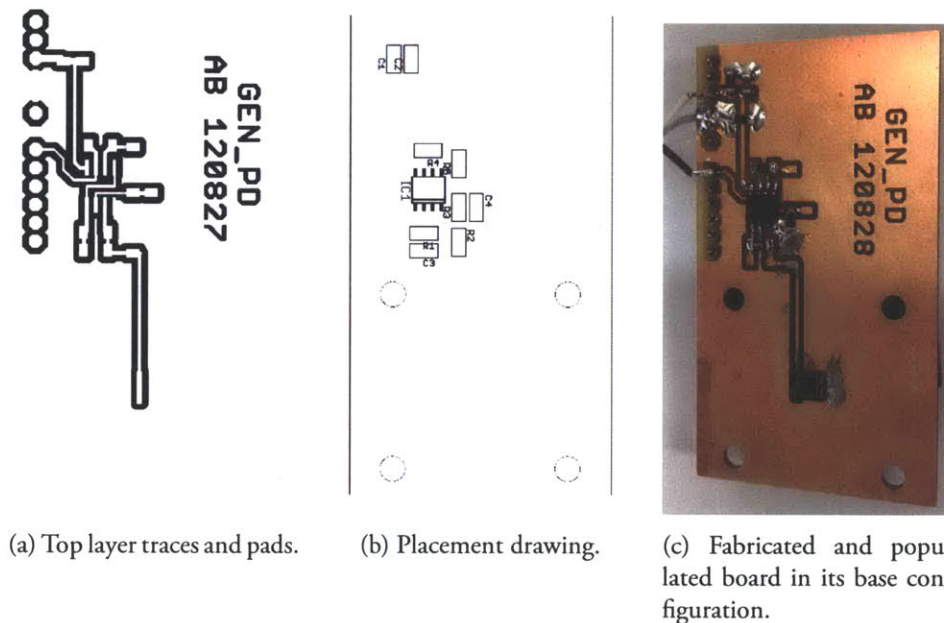 GEN_PD
AB 120827
C1
C2
R4
IC1
R3
C4
R1
R2
C3
GEN_PD
AB 120828
(a) Top layer traces and pads.
(b) Placement drawing.
(c) Fabricated and popu
lated board in its base con
figuration.